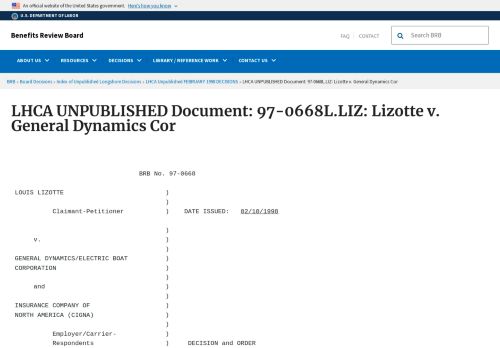 An official website of the United States government. Here's how you know
U.S. DEPARTMENT OF LABOR
Benefits Review Board
FAQ | CONTACT
Search BRB
ABOUT US RESOURCES DECISIONS LIBRARY / REFERENCE WORK CONTACT US
BRB › Board Decisions › Index of Unpublished Longshore Decisions › LHCA Unpublished FEBRUARY 1998 DECISIONS › LHCA UNPUBLISHED Document: 97-0668L.LIZ: Lizotte v. General Dynamics Cor
LHCA UNPUBLISHED Document: 97-0668L.LIZ: Lizotte v.
General Dynamics Cor
BRB No. 97-0668
LOUIS LIZOTTE )
)
Claimant-Petitioner ) DATE ISSUED: 02/10/1998
)
v. )
)
GENERAL DYNAMICS/ELECTRIC BOAT )
CORPORATION )
)
and )
)
INSURANCE COMPANY OF )
NORTH AMERICA (CIGNA) )
)
Employer/Carrier- )
Respondents ) DECISION and ORDER